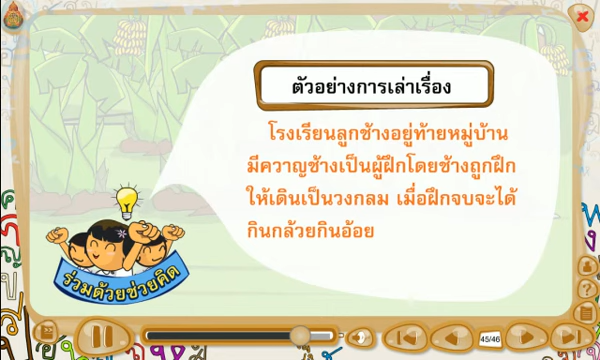 ตัวอย่างการเล่าเรื่อง
โรงเรียนลูกช้างอยู่ท้ายหมู่บ้าน
มีควาญช้างเป็นผู้ฝึกโดยช้างถูกฝึก
ให้เดินเป็นวงกลม เมื่อฝึกจบจะได้
กินกล้วยกินอ้อย
ร่วมด้วยช่วยคิด
45/46